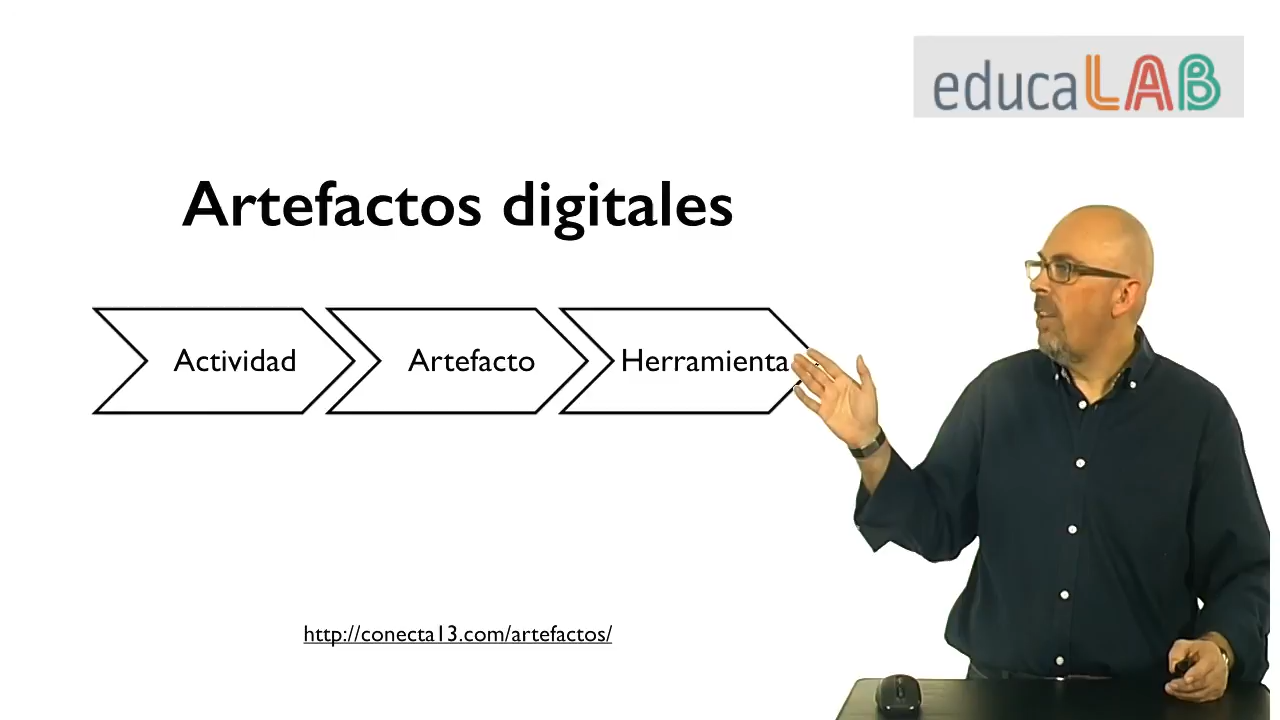 educaLAB
Artefactos digitales
Actividad
Artefacto
Herramienta
http://conecta13.com/artefactos/